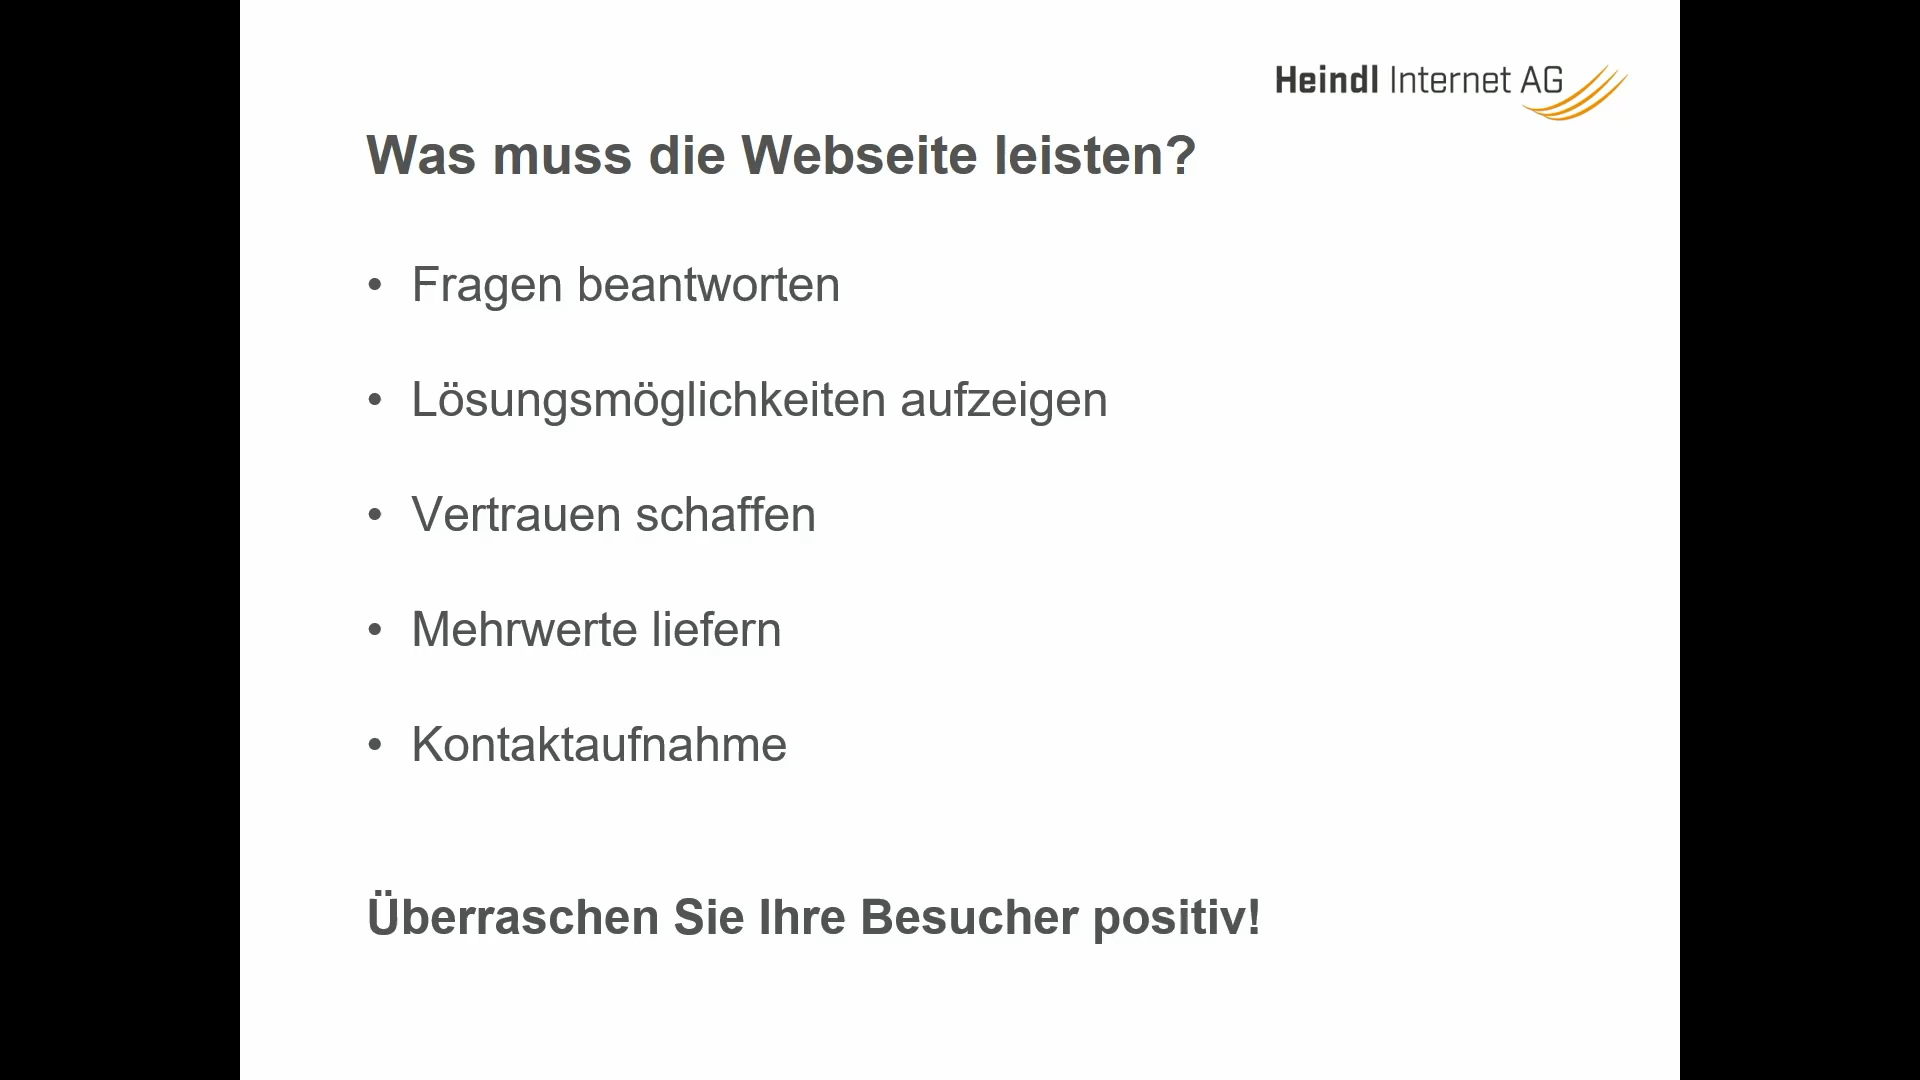 Heindl Internet AG
Was muss die Webseite leisten?
• Fragen beantworten
• Lösungsmöglichkeiten aufzeigen
• Vertrauen schaffen
• Mehrwerte liefern
• Kontaktaufnahme
Überraschen Sie Ihre Besucher positiv!